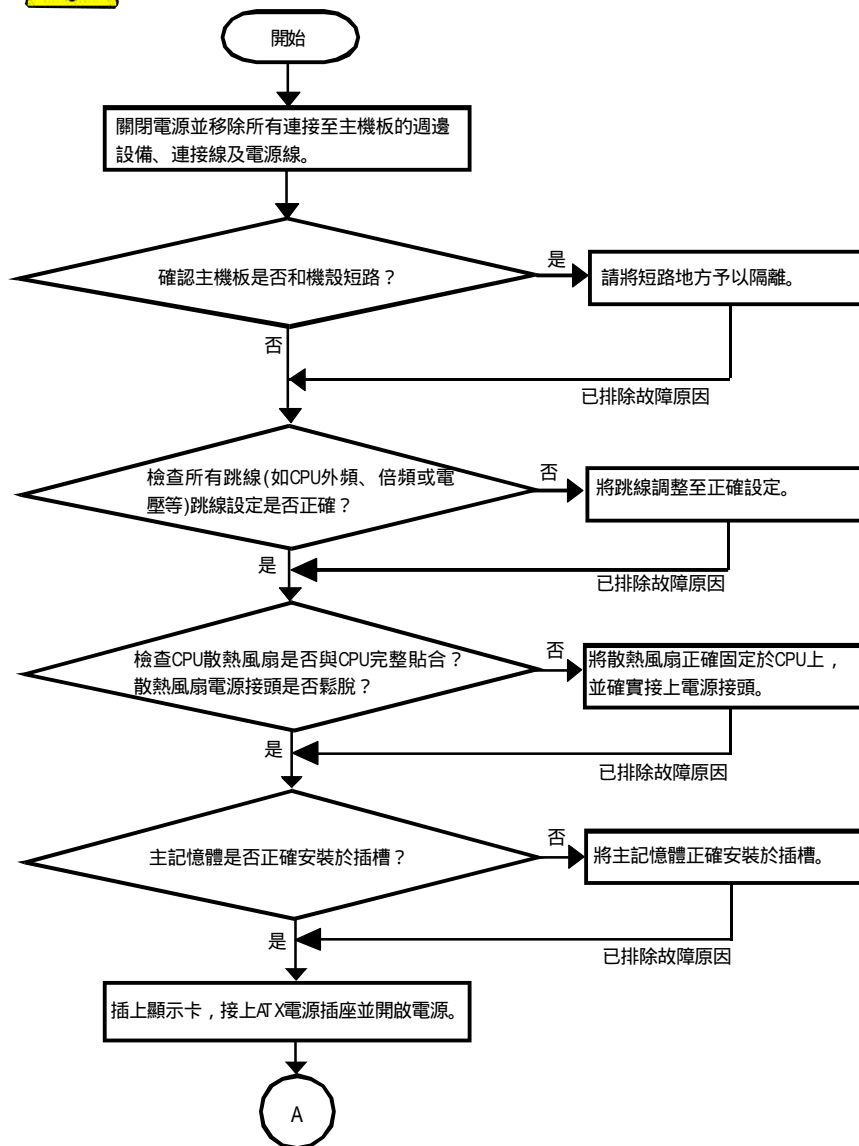 開始
關閉電源並移除所有連接至主機板的週邊
設備、連接線及電源線。
確認主機板是否和機殼短路？
是
請將短路地方予以隔離。
否
已排除故障原因
檢查所有跳線(如CPU外頻、倍頻或電
壓等)跳線設定是否正確？
否
將跳線調整至正確設定。
是
已排除故障原因
檢查CPU散熱風扇是否與CPU完整貼合？
散熱風扇電源接頭是否鬆脫？
否
將散熱風扇正確固定於CPU上，
並確實接上電源接頭。
是
已排除故障原因
主記憶體是否正確安裝於插槽？
否
將主記憶體正確安裝於插槽。
是
已排除故障原因
插上顯示卡，接上ATX電源插座並開啟電源。
A